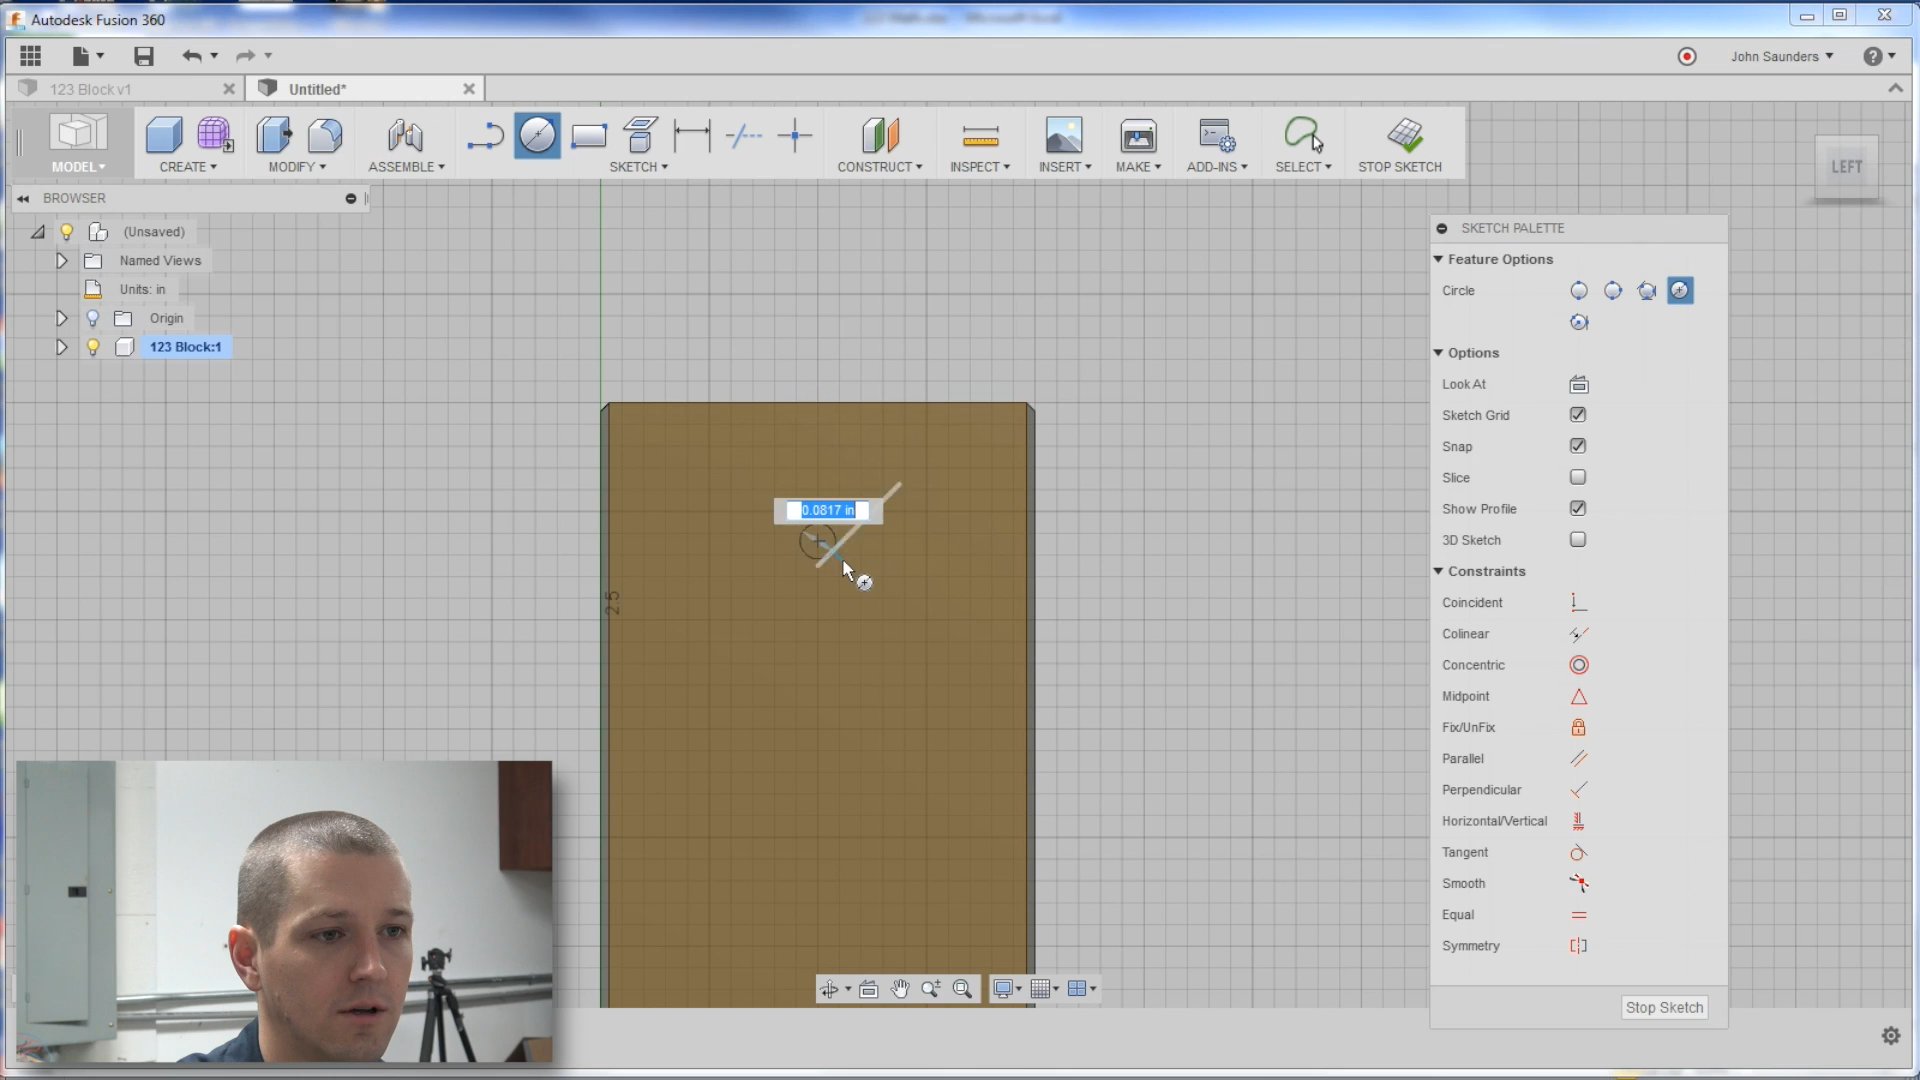 Autodesk Fusion 360
John Saunders
123 Block v1
Untitled*
MODEL
CREATE
MODIFY
ASSEMBLE
SKETCH
CONSTRUCT
INSPECT
INSERT
MAKE
ADD-INS
SELECT
STOP SKETCH
LEFT
BROWSER
(Unsaved)
Named Views
Units: in
Origin
123 Block:1
0.0817 in
2.5
SKETCH PALETTE
Feature Options
Circle
Options
Look At
Sketch Grid
Snap
Slice
Show Profile
3D Sketch
Constraints
Coincident
Colinear
Concentric
Midpoint
Fix/UnFix
Parallel
Perpendicular
Horizontal/Vertical
Tangent
Smooth
Equal
Symmetry
Stop Sketch